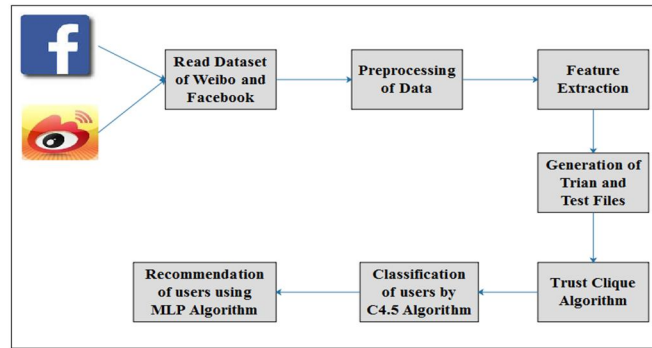 f
Read Dataset
of Weibo and
Facebook
Preprocessing
of Data
Feature
Extraction
Generation of
Trian and
Test Files
Trust Clique
Algorithm
Classification
of users by
C4.5 Algorithm
Recommendation
of users using
MLP Algorithm